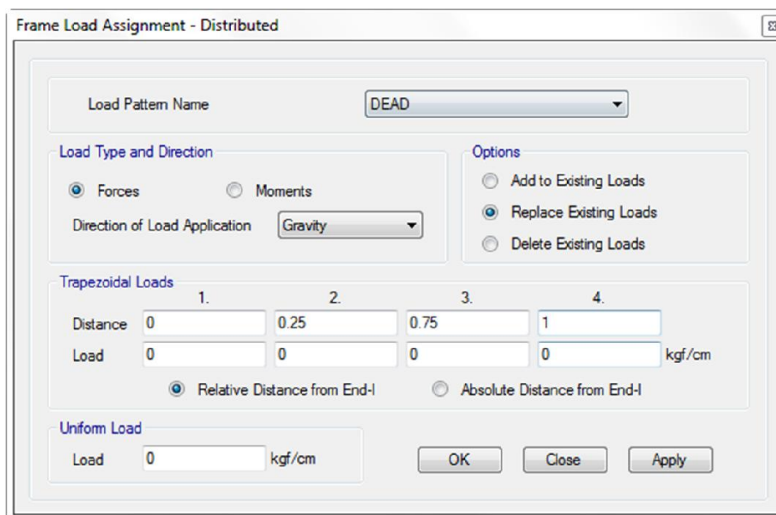 Frame Load Assignment - Distributed
Load Pattern Name DEAD
Load Type and Direction
Forces Moments
Direction of Load Application Gravity
Options
Add to Existing Loads
Replace Existing Loads
Delete Existing Loads
Trapezoidal Loads
1. 2. 3. 4.
Distance 0 0.25 0.75 1
Load 0 0 0 0 kgf/cm
Relative Distance from End-I Absolute Distance from End-I
Uniform Load
Load 0 kgf/cm
OK Close Apply